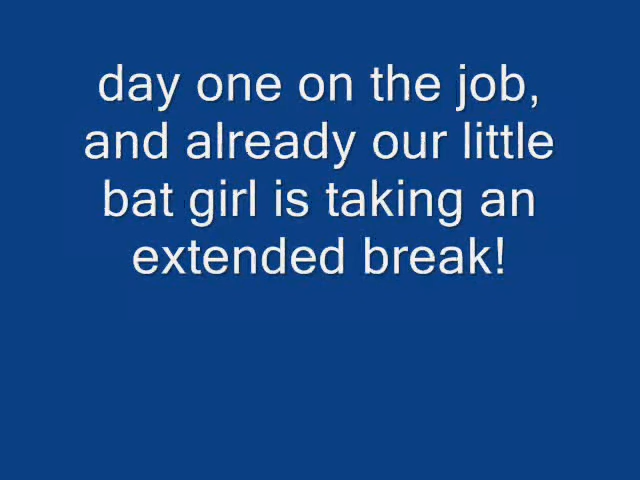 day one on the job,
and already our little
bat girl is taking an
extended break!